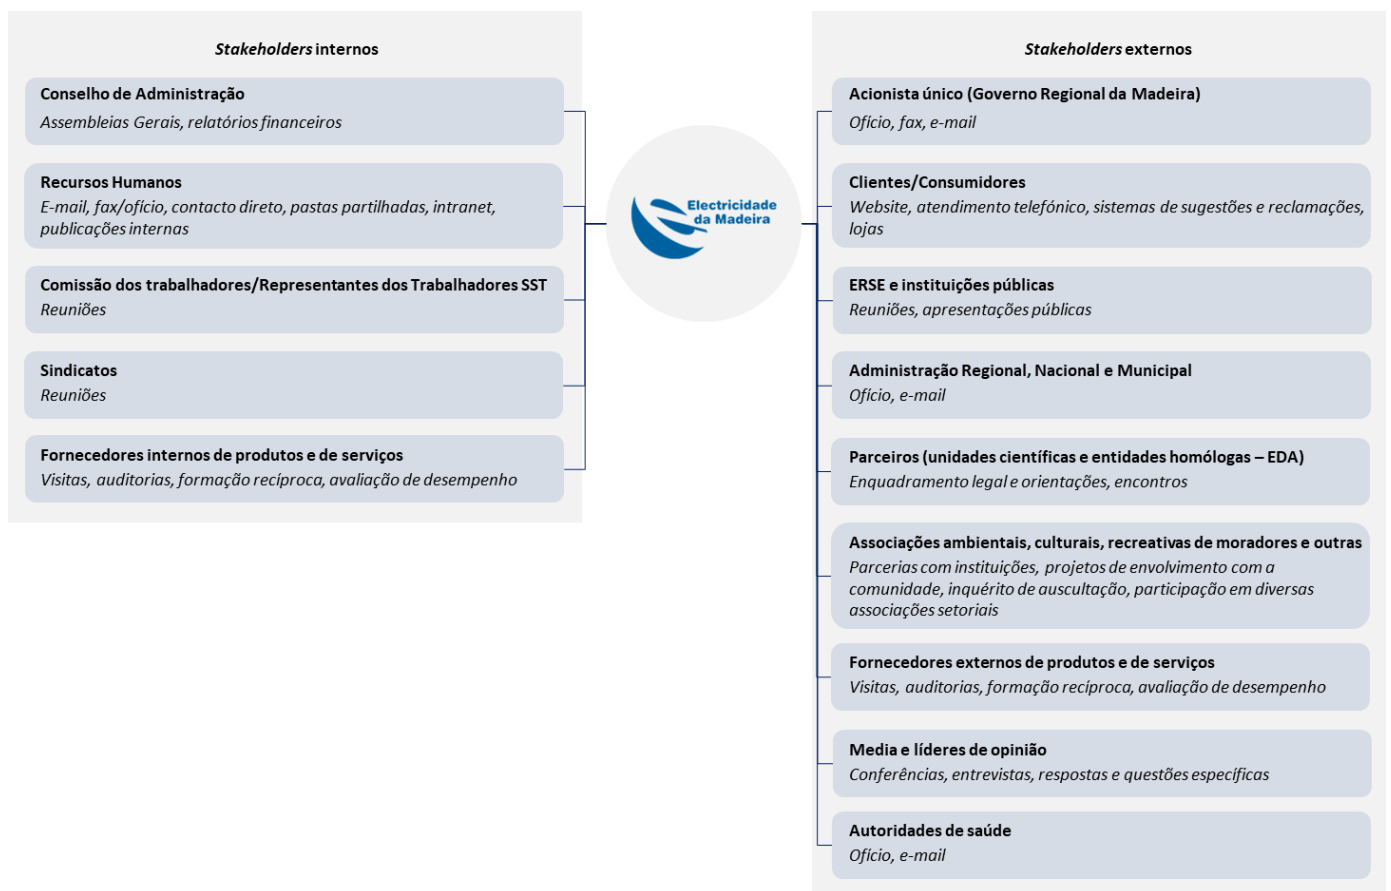 Stakeholders internos
Conselho de Administração
Assembleias Gerais, relatórios financeiros
Recursos Humanos
E-mail, fax/ofício, contacto direto, pastas partilhadas, intranet,
publicações internas
Comissão dos trabalhadores/Representantes dos Trabalhadores SST
Reuniões
Sindicatos
Reuniões
Fornecedores internos de produtos e de serviços
Visitas, auditorias, formação recíproca, avaliação de desempenho
Electricidade
da Madeira
Stakeholders externos
Acionista único (Governo Regional da Madeira)
Ofício, fax, e-mail
Clientes/Consumidores
Website, atendimento telefónico, sistemas de sugestões e reclamações,
lojas
ERSE e instituições públicas
Reuniões, apresentações públicas
Administração Regional, Nacional e Municipal
Ofício, e-mail
Parceiros (unidades científicas e entidades homólogas – EDA)
Enquadramento legal e orientações, encontros
Associações ambientais, culturais, recreativas de moradores e outras
Parcerias com instituições, projetos de envolvimento com a
comunidade, inquérito de auscultação, participação em diversas
associações setoriais
Fornecedores externos de produtos e de serviços
Visitas, auditorias, formação recíproca, avaliação de desempenho
Media e líderes de opinião
Conferências, entrevistas, respostas e questões específicas
Autoridades de saúde
Ofício, e-mail